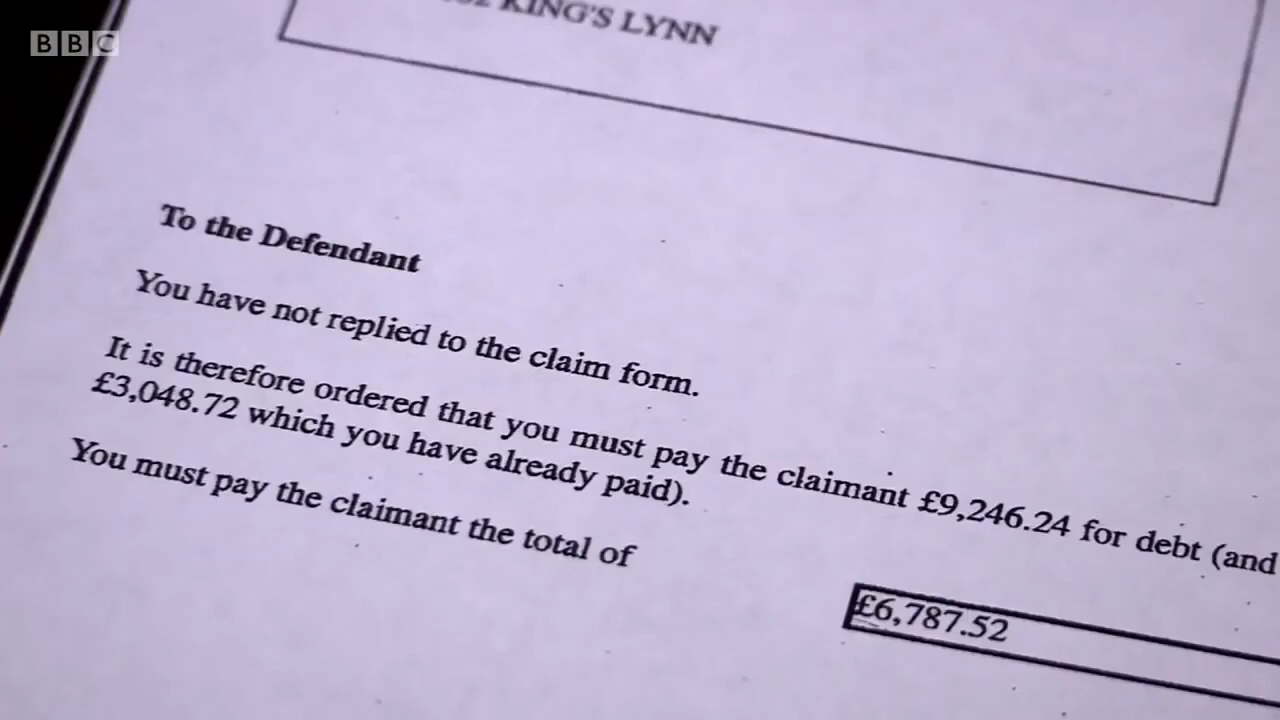 BBC
KING'S LYNN
To the Defendant
You have not replied to the claim form.
It is therefore ordered that you must pay the claimant £9,246.24 for debt (and
£3,048.72 which you have already paid).
You must pay the claimant the total of
£6,787.52